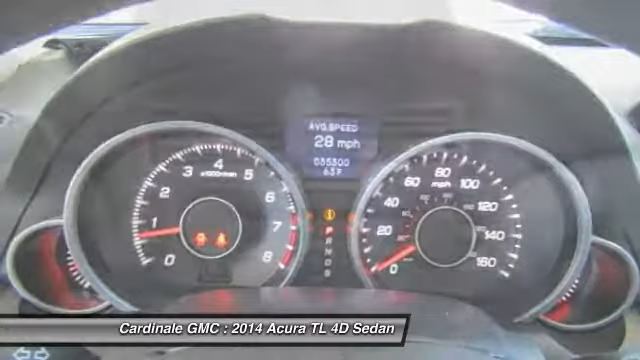 AVG.SPEED
28 mph
035300
63°F
0 1 2 3 4 5 6 7 8
x1000r/min
0 20 40 60 80 100 120 140 160
mph
P
R
N
D
S
Cardinale GMC : 2014 Acura TL 4D Sedan